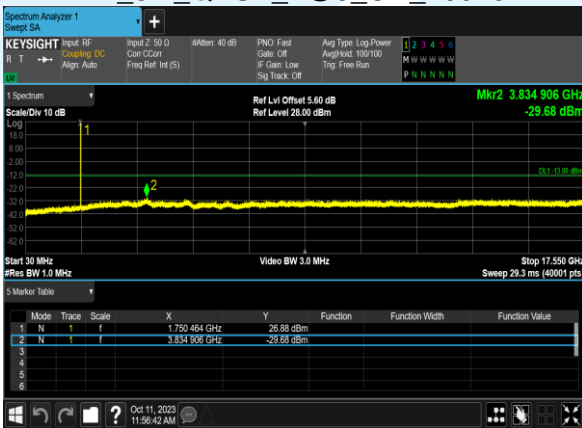 Spectrum Analyzer 1
Swept SA
+
KEYSIGHT Input: RF Input Z: 50 Ω #Atten: 40 dB PNO: Fast Avg Type: Log-Power 1 2 3 4 5 6
R T Coupling: DC Corr CCorr Gate: Off Avg|Hold: 100/100 M W W W W W
Align: Auto Freq Ref: Int (S) IF Gain: Low Trig: Free Run
LW Sig Track: Off P N N N N N
1 Spectrum Ref Lvl Offset 5.60 dB Mkr2 3.834 906 GHz
Scale/Div 10 dB Ref Level 28.00 dBm -29.68 dBm
Log
18.0
8.00
-2.00
-12.0
-22.0
-32.0
-42.0
-52.0
-62.0
1
2
DL1 -13.00 dBm
Start 30 MHz Video BW 3.0 MHz Stop 17.550 GHz
#Res BW 1.0 MHz Sweep 29.3 ms (40001 pts
5 Marker Table
Mode Trace Scale X Y Function Function Width Function Value
1 N 1 f 1.750 464 GHz 26.88 dBm
2 N 1 f 3.834 906 GHz -29.68 dBm
3
4
5
6
? Oct 11, 2023
11:56:42 AM